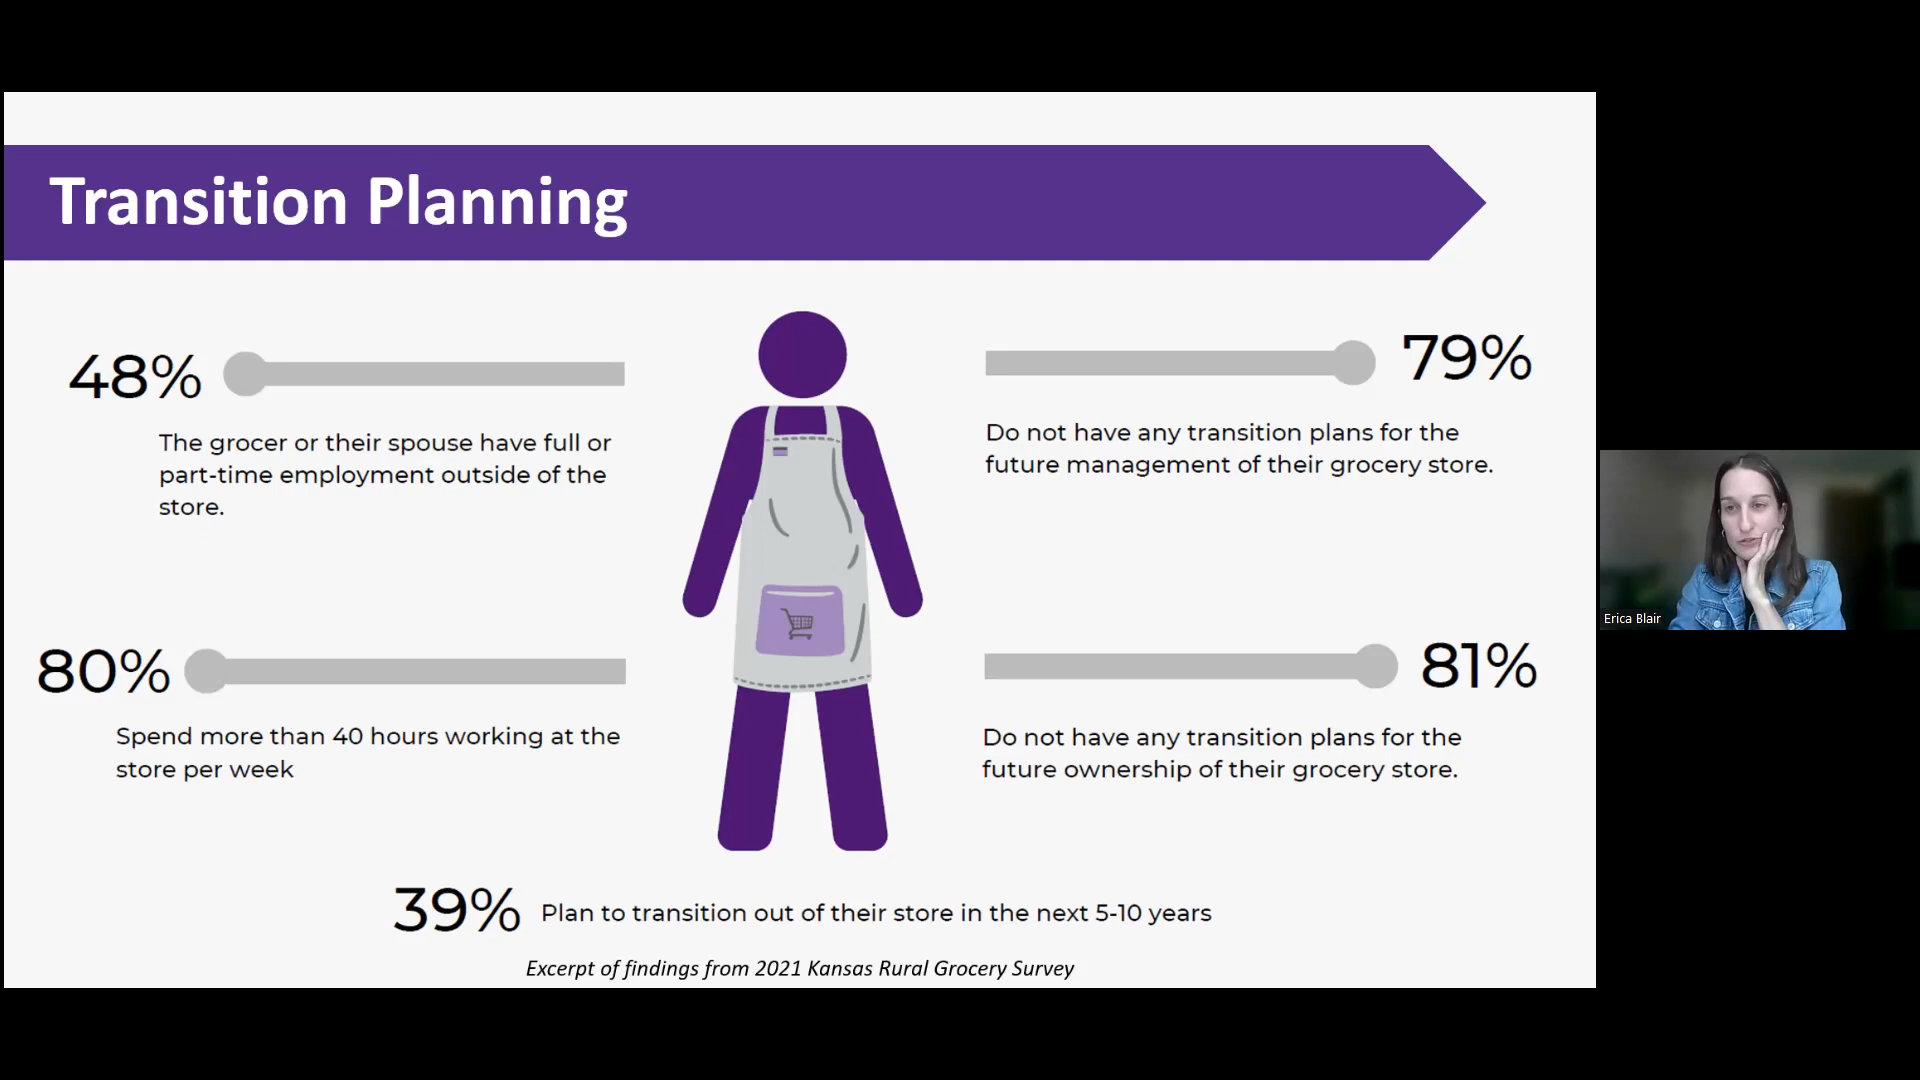 Transition Planning
48%
The grocer or their spouse have full or
part-time employment outside of the
store.
80%
Spend more than 40 hours working at the
store per week
79%
Do not have any transition plans for the
future management of their grocery store.
81%
Do not have any transition plans for the
future ownership of their grocery store.
39% Plan to transition out of their store in the next 5-10 years
Excerpt of findings from 2021 Kansas Rural Grocery Survey
Erica Blair